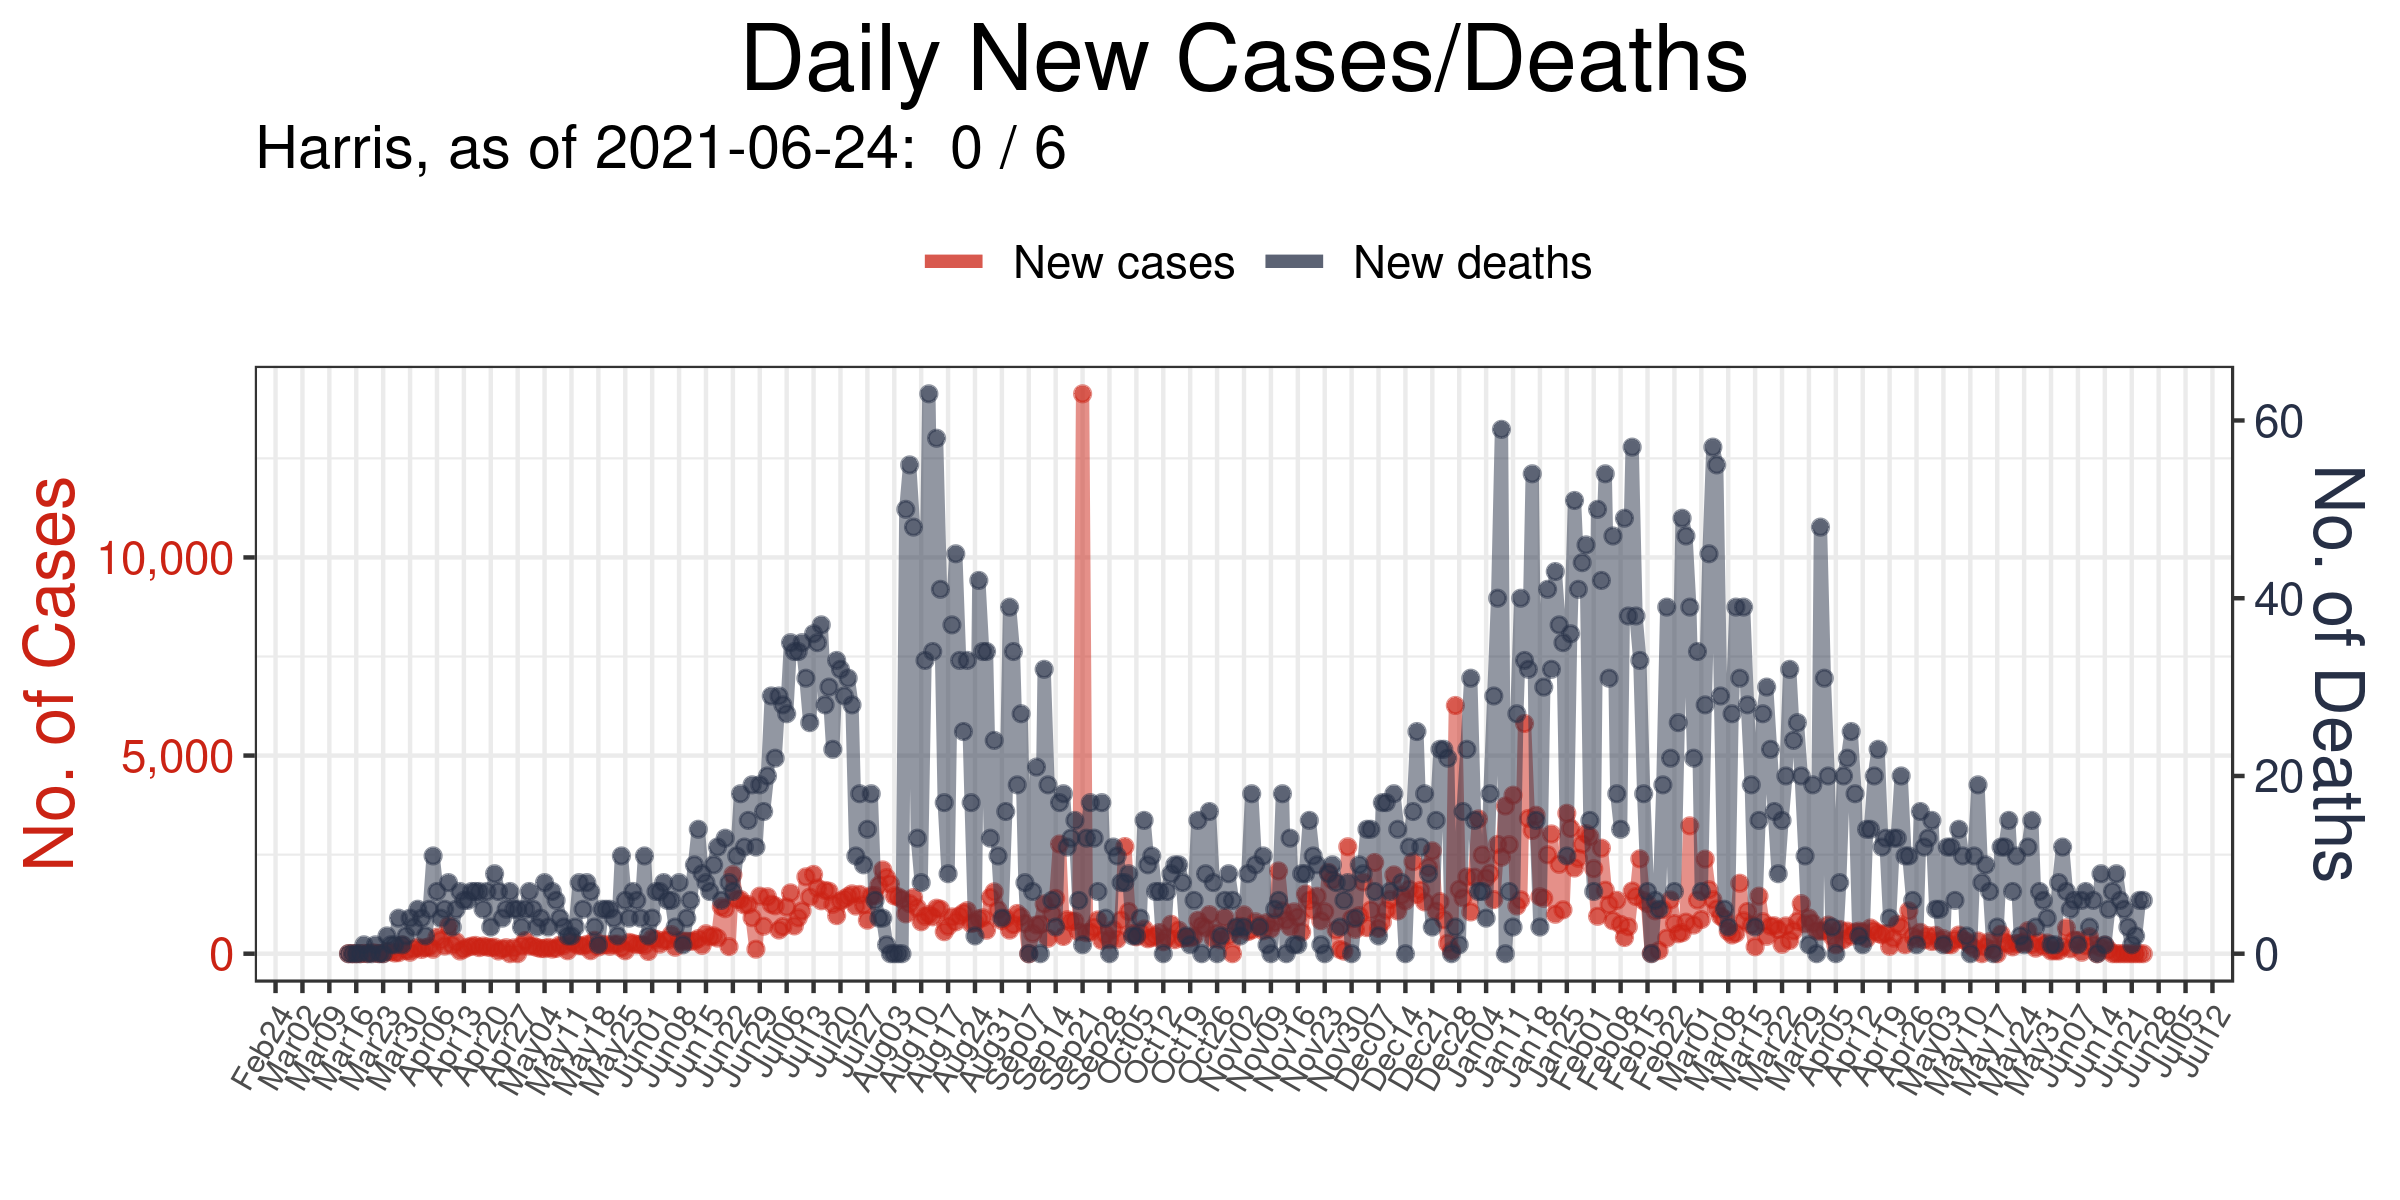 Daily New Cases/Deaths
Harris, as of 2021-06-24: 0 / 6
New cases
New deaths
No. of Cases
10,000
5,000
0
60
40
20
0
No. of Deaths
Feb24
Mar02
Mar09
Mar16
Mar23
Mar30
Apr06
Apr13
Apr20
Apr27
May04
May11
May18
May25
Jun01
Jun08
Jun15
Jun22
Jun29
Jul06
Jul13
Jul20
Jul27
Aug03
Aug10
Aug17
Aug24
Aug31
Sep07
Sep14
Sep21
Sep28
Oct05
Oct12
Oct19
Oct26
Nov02
Nov09
Nov16
Nov23
Nov30
Dec07
Dec14
Dec21
Dec28
Jan04
Jan11
Jan18
Jan25
Feb01
Feb08
Feb15
Feb22
Mar01
Mar08
Mar15
Mar22
Mar29
Apr05
Apr12
Apr19
Apr26
May03
May10
May17
May24
May31
Jun07
Jun14
Jun21
Jun28
Jul05
Jul12